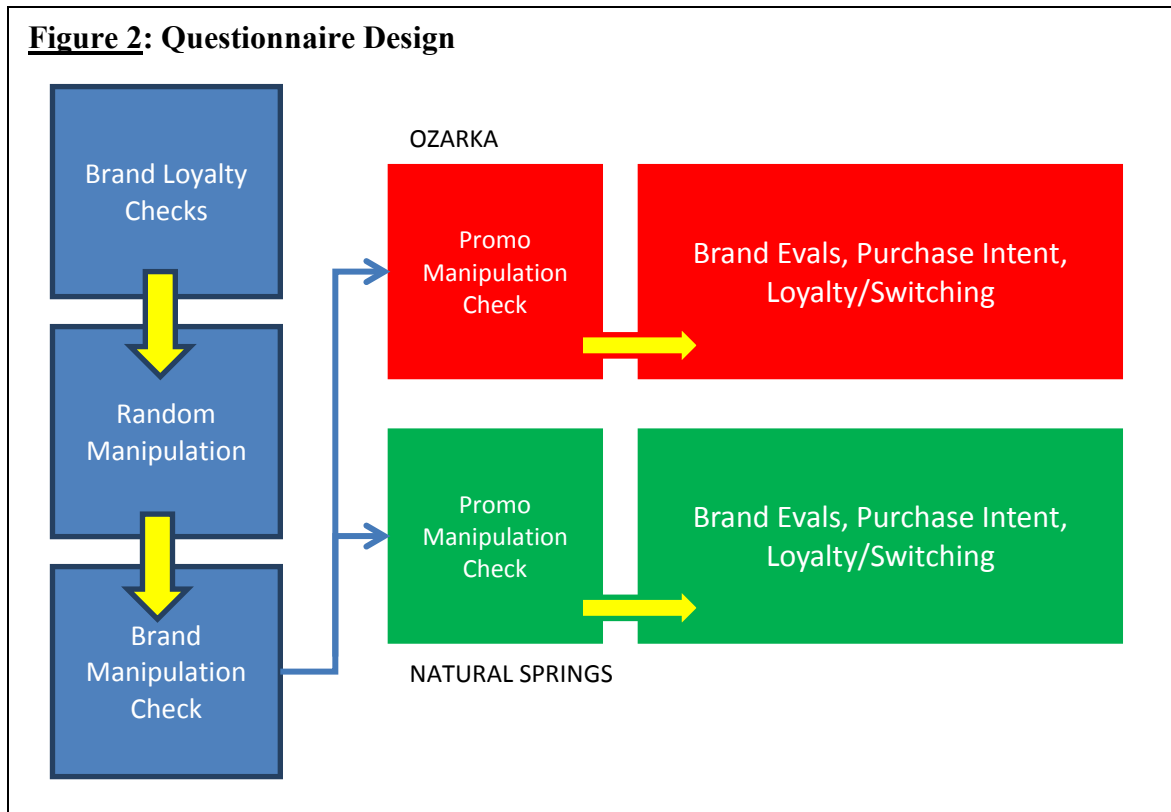 Figure 2: Questionnaire Design
Brand Loyalty
Checks
Random
Manipulation
Brand
Manipulation
Check
OZARKA
Promo
Manipulation
Check
Brand Evals, Purchase Intent,
Loyalty/Switching
Promo
Manipulation
Check
Brand Evals, Purchase Intent,
Loyalty/Switching
NATURAL SPRINGS